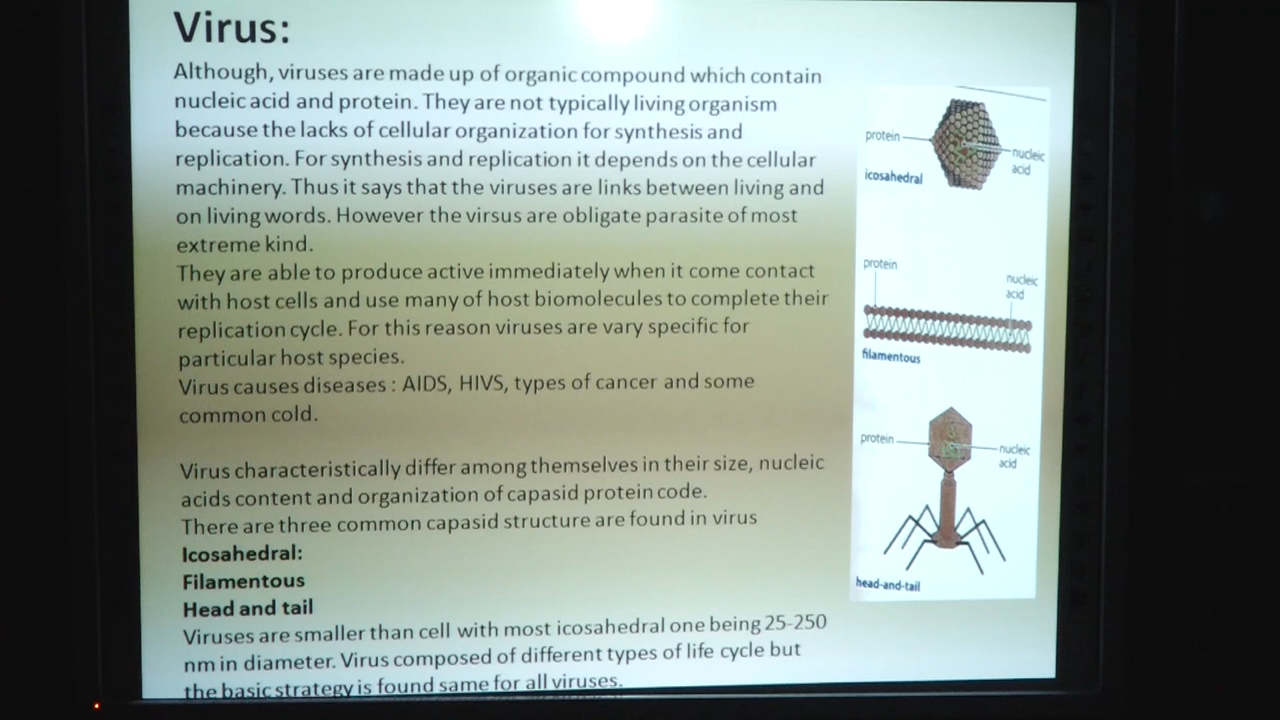 Virus:
Although, viruses are made up of organic compound which contain
nucleic acid and protein. They are not typically living organism
because the lacks of cellular organization for synthesis and
replication. For synthesis and replication it depends on the cellular
machinery. Thus it says that the viruses are links between living and
on living words. However the virsus are obligate parasite of most
extreme kind.
They are able to produce active immediately when it come contact
with host cells and use many of host biomolecules to complete their
replication cycle. For this reason viruses are vary specific for
particular host species.
Virus causes diseases : AIDS, HIVS, types of cancer and some
common cold.
Virus characteristically differ among themselves in their size, nucleic
acids content and organization of capasid protein code.
There are three common capasid structure are found in virus
Icosahedral:
Filamentous
Head and tail
Viruses are smaller than cell with most icosahedral one being 25-250
nm in diameter. Virus composed of different types of life cycle but
the basic strategy is found same for all viruses.
protein
nucleic
acid
icosahedral
protein
nucleic
acid
filamentous
protein
nucleic
acid
head-and-tail